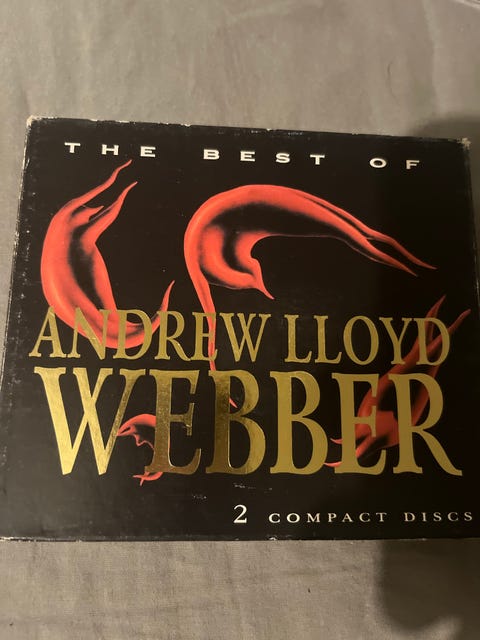 THE BEST OF
ANDREW LLOYD
WEBBER
2 COMPACT DISCS